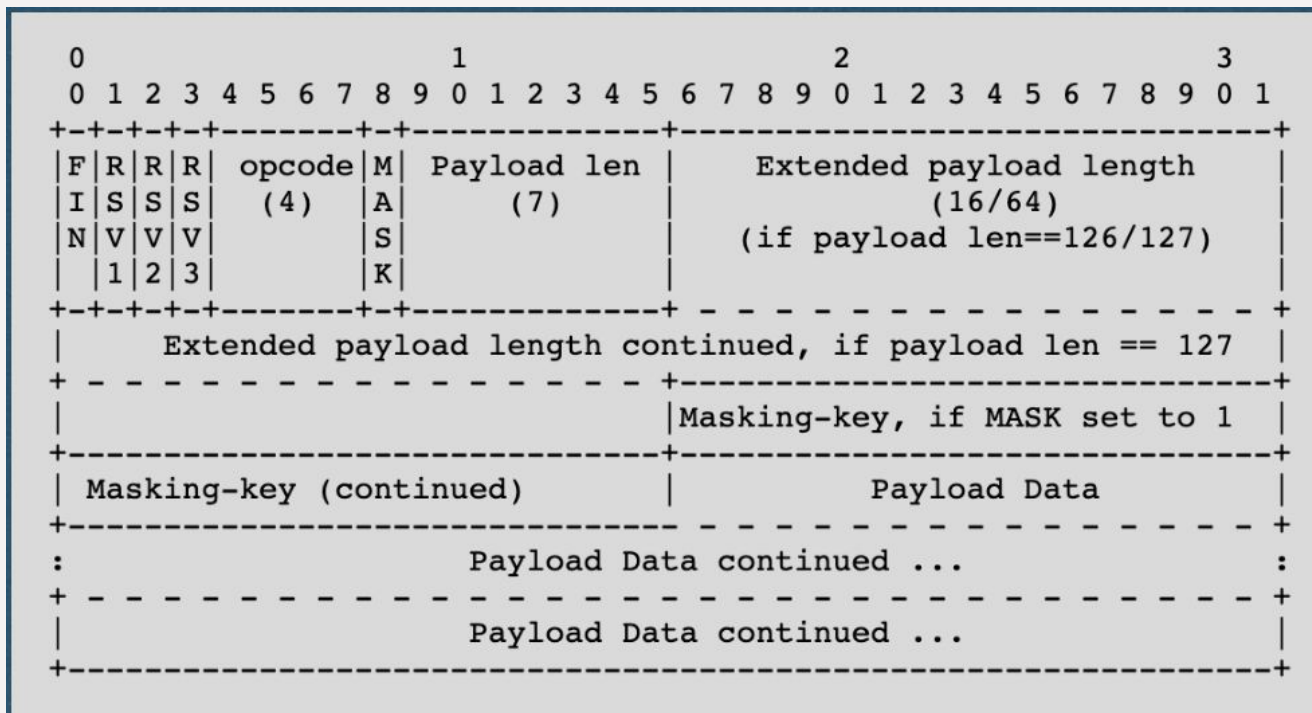 0                   1                   2                   3
 0 1 2 3 4 5 6 7 8 9 0 1 2 3 4 5 6 7 8 9 0 1 2 3 4 5 6 7 8 9 0 1
+-+-+-+-+-------+-+-------------+-------------------------------+
|F|R|R|R| opcode|M| Payload len |    Extended payload length    |
|I|S|S|S|  (4)  |A|     (7)     |             (16/64)           |
|N|V|V|V|       |S|             |   (if payload len==126/127)   |
| |1|2|3|       |K|             |                               |
+-+-+-+-+-------+-+-------------+ - - - - - - - - - - - - - - - +
|     Extended payload length continued, if payload len == 127  |
+ - - - - - - - - - - - - - - - +-------------------------------+
|                               |Masking-key, if MASK set to 1  |
+-------------------------------+-------------------------------+
| Masking-key (continued)       |          Payload Data         |
+-------------------------------- - - - - - - - - - - - - - - - +
:                     Payload Data continued ...                :
+ - - - - - - - - - - - - - - - - - - - - - - - - - - - - - - - +
|                     Payload Data continued ...                |
+---------------------------------------------------------------+